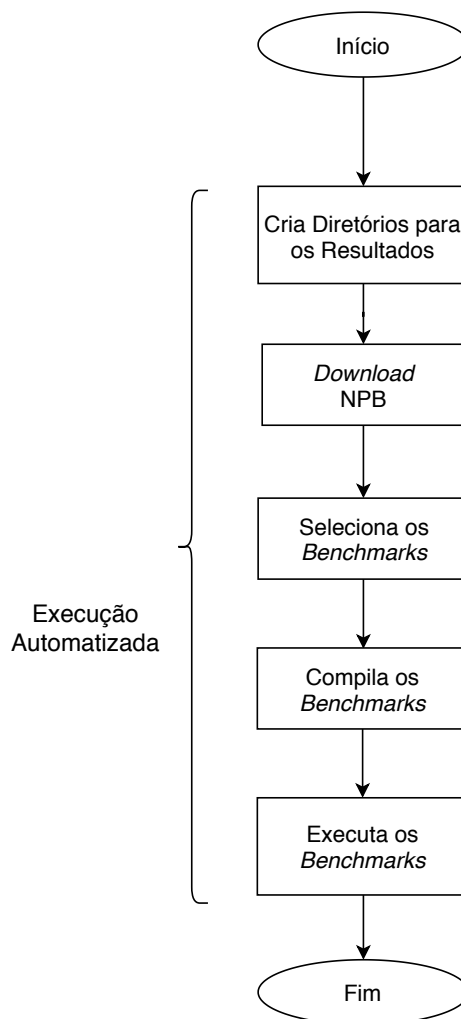 Início
Cria Diretórios para
os Resultados
Download
NPB
Seleciona os
Benchmarks
Execução
Automatizada
Compila os
Benchmarks
Executa os
Benchmarks
Fim